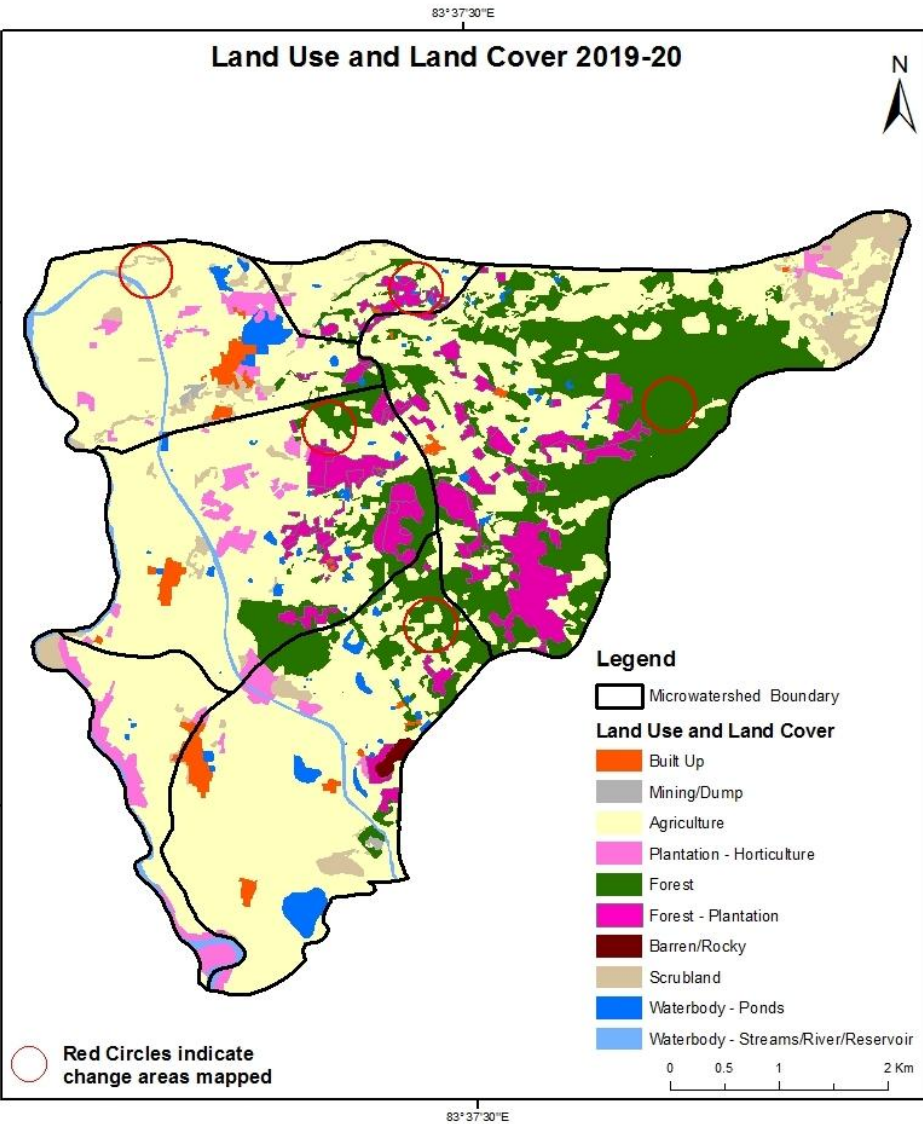 83°37'30"E
Land Use and Land Cover 2019-20
N
Legend
Microwatershed Boundary
Land Use and Land Cover
Built Up
Mining/Dump
Agriculture
Plantation - Horticulture
Forest
Forest - Plantation
Barren/Rocky
Scrubland
Waterbody - Ponds
Waterbody - Streams/River/Reservoir
0 0.5 1 2 Km
Red Circles indicate
change areas mapped
83°37'30"E